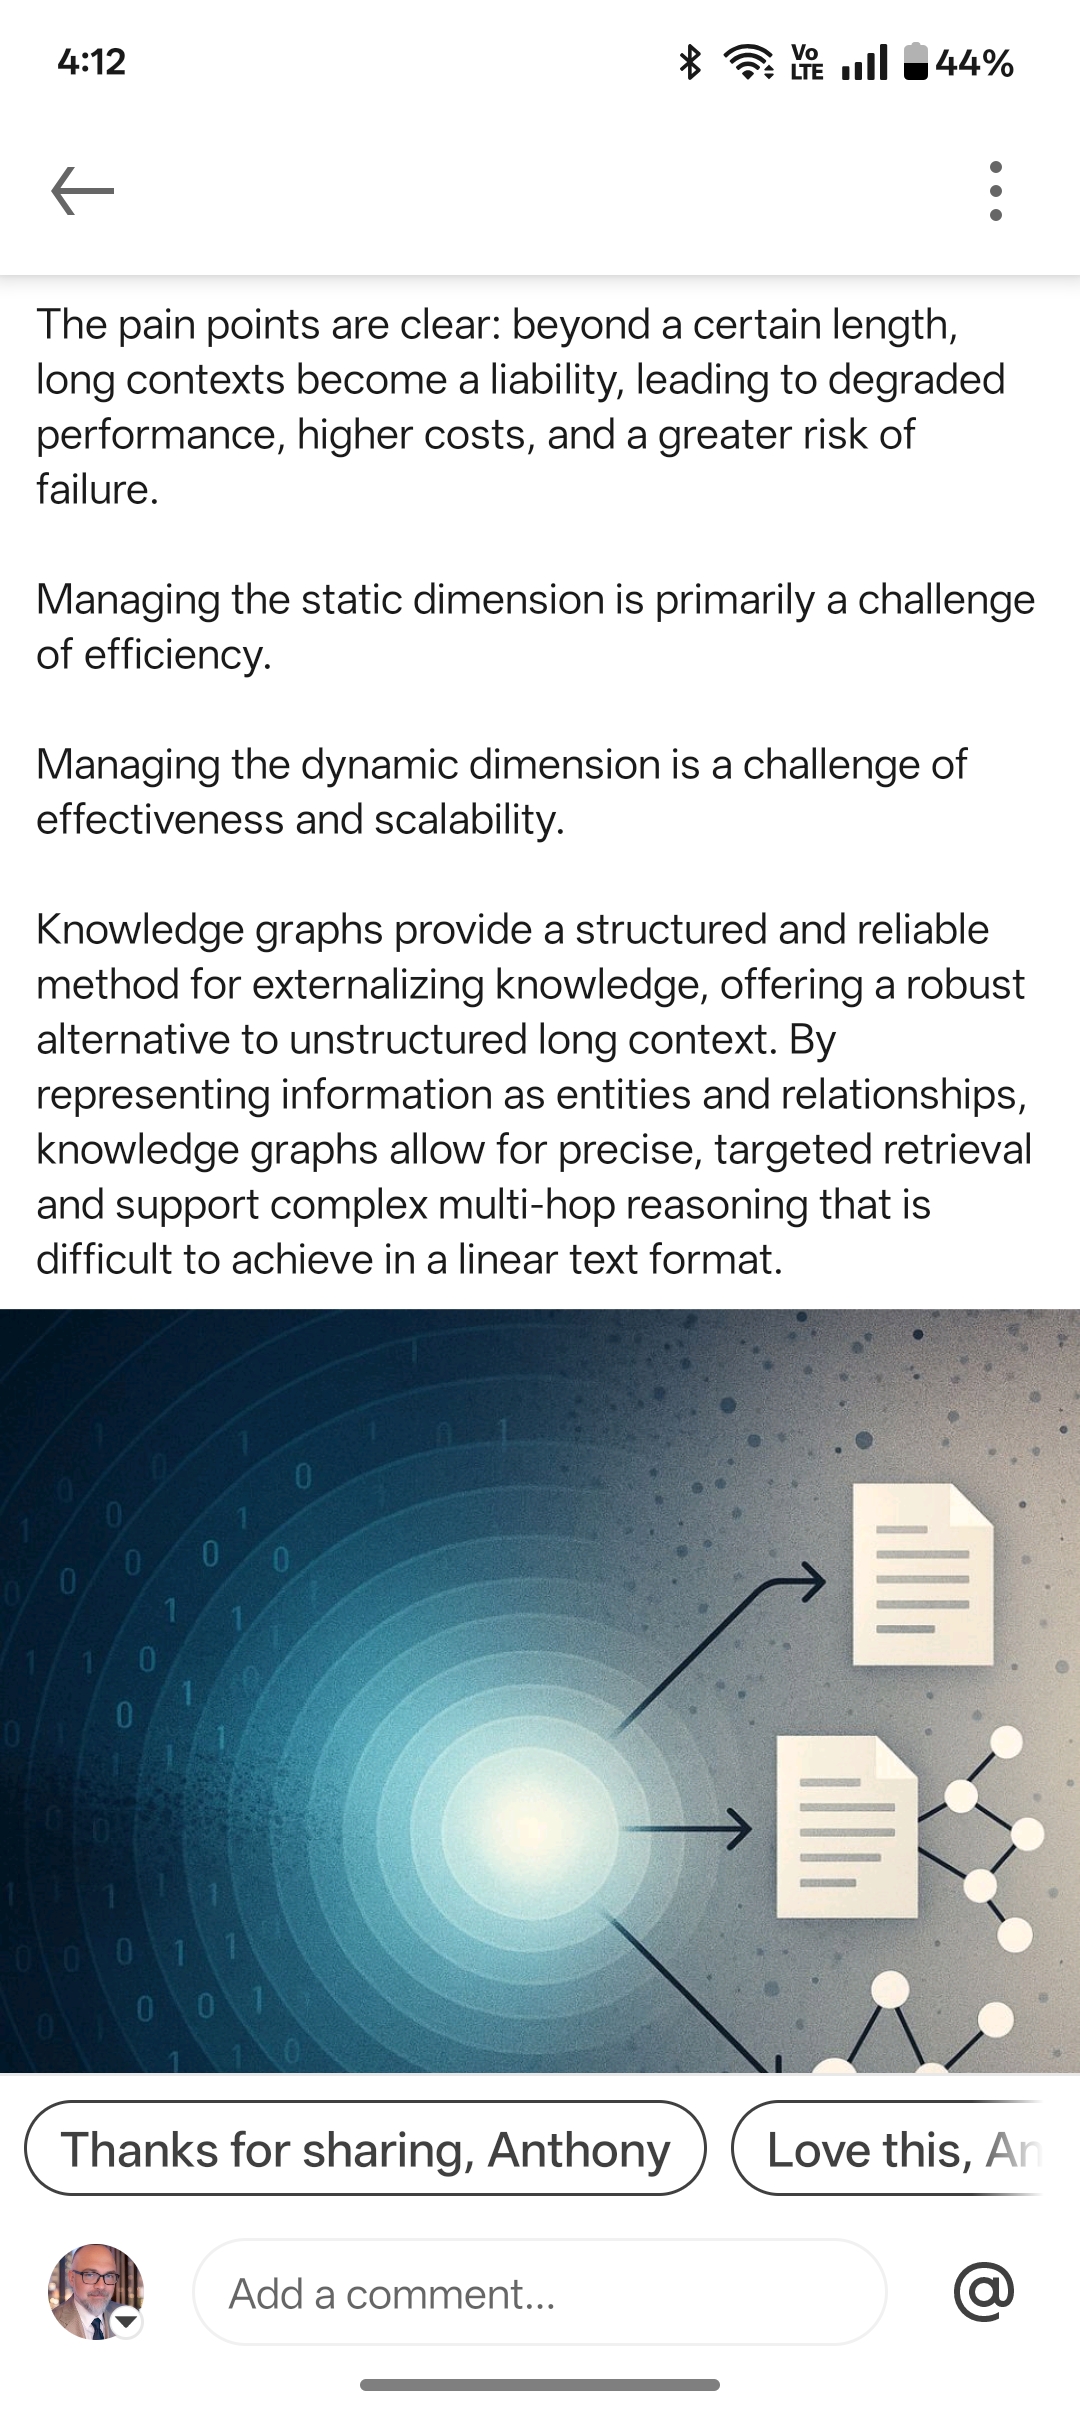 4:12
Vo
LTE
44%
The pain points are clear: beyond a certain length,
long contexts become a liability, leading to degraded
performance, higher costs, and a greater risk of
failure.
Managing the static dimension is primarily a challenge
of efficiency.
Managing the dynamic dimension is a challenge of
effectiveness and scalability.
Knowledge graphs provide a structured and reliable
method for externalizing knowledge, offering a robust
alternative to unstructured long context. By
representing information as entities and relationships,
knowledge graphs allow for precise, targeted retrieval
and support complex multi-hop reasoning that is
difficult to achieve in a linear text format.
Thanks for sharing, Anthony
Love this, An
Add a comment...
@